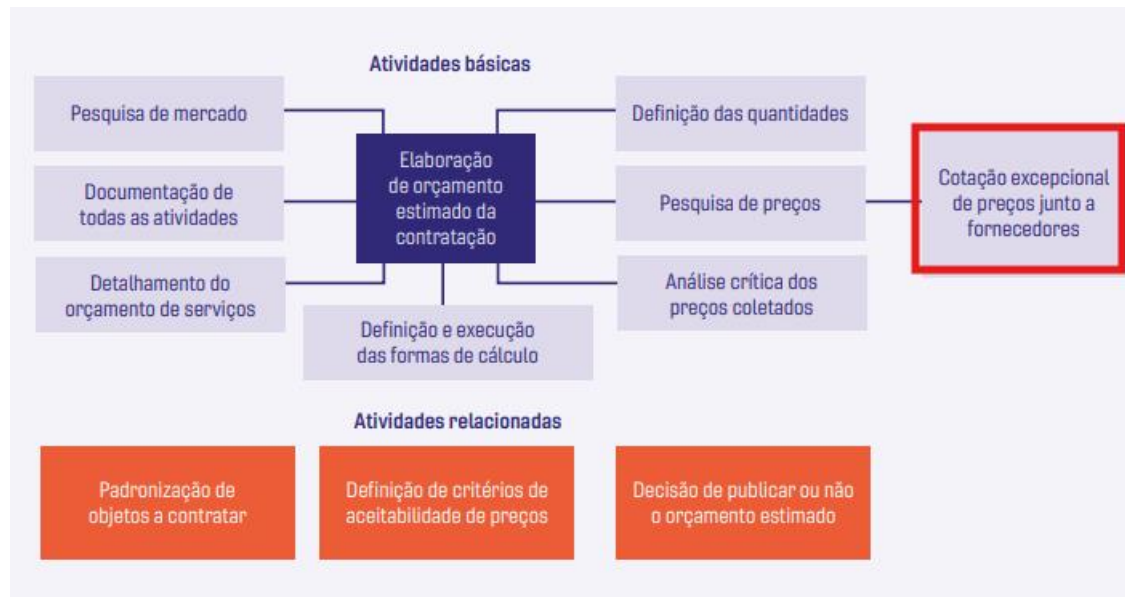 Atividades básicas
Pesquisa de mercado
Documentação de
todas as atividades
Detalhamento do
orçamento de serviços
Elaboração
de orçamento
estimado da
contratação
Definição e execução
das formas de cálculo
Definição das quantidades
Pesquisa de preços
Análise crítica dos
preços coletados
Cotação excepcional
de preços junto a
fornecedores
Atividades relacionadas
Padronização de
objetos a contratar
Definição de critérios de
aceitabilidade de preços
Decisão de publicar ou não
o orçamento estimado